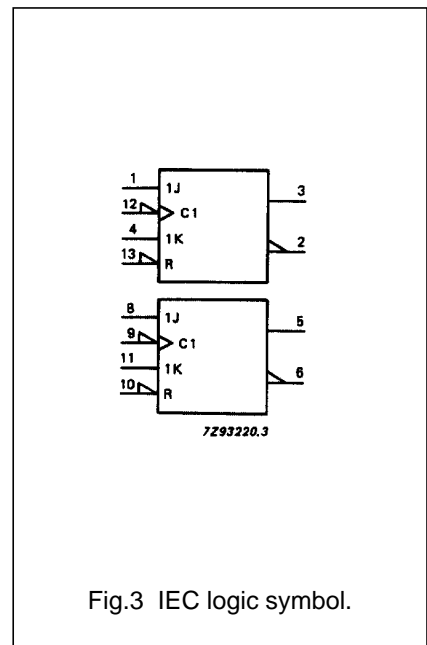 1 1J 3
12 C1
4 1K 2
13 R
8 1J 5
9 C1
11 1K 6
10 R
7Z93220.3
Fig.3 IEC logic symbol.